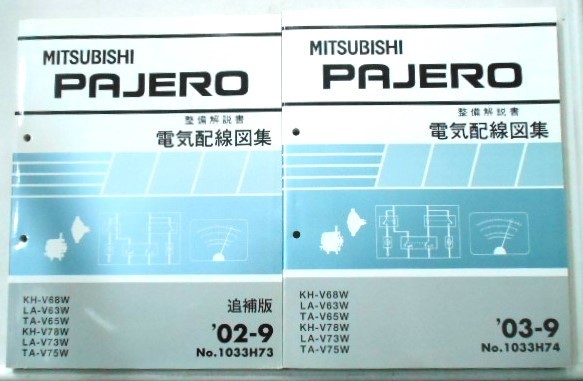 MITSUBISHI
PAJERO
整備解説書
電気配線図集
KH-V68W
LA-V63W
TA-V65W
KH-V78W
LA-V73W
TA-V75W
追補版
'02-9
No.1033H73
MITSUBISHI
PAJERO
整備解説書
電気配線図集
KH-V68W
LA-V63W
TA-V65W
KH-V78W
LA-V73W
TA-V75W
'03-9
No.1033H74